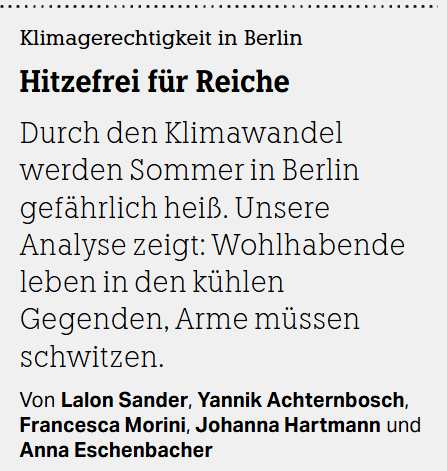 Klimagerechtigkeit in Berlin
Hitzefrei für Reiche
Durch den Klimawandel
werden Sommer in Berlin
gefährlich heiß. Unsere
Analyse zeigt: Wohlhabende
leben in den kühlen
Gegenden, Arme müssen
schwitzen.
Von Lalon Sander, Yannik Achternbosch,
Francesca Morini, Johanna Hartmann und
Anna Eschenbacher